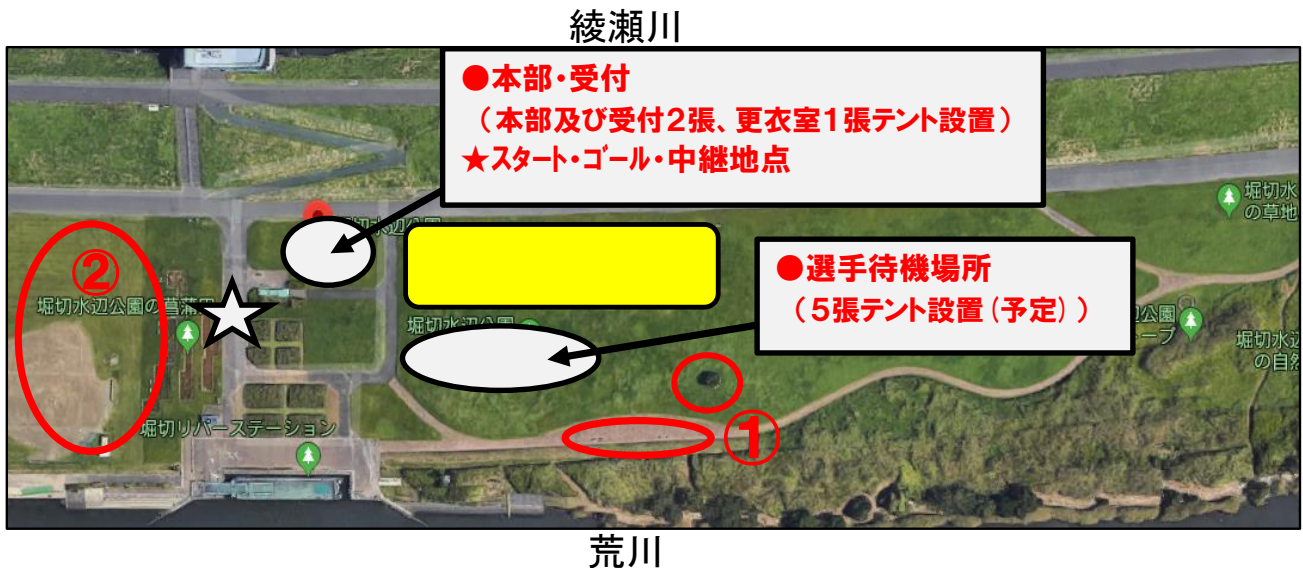 綾瀬川
●本部・受付
（本部及び受付２張、更衣室１張テント設置）
★スタート・ゴール・中継地点
堀切水
の草地
堀切水辺公園
②
●選手待機場所
（５張テント設置（予定））
堀切水辺公園の菖蒲田
堀切水辺公園
辺公園
ープ
堀切水辺
の自然
堀切リバーステーション
①
荒川